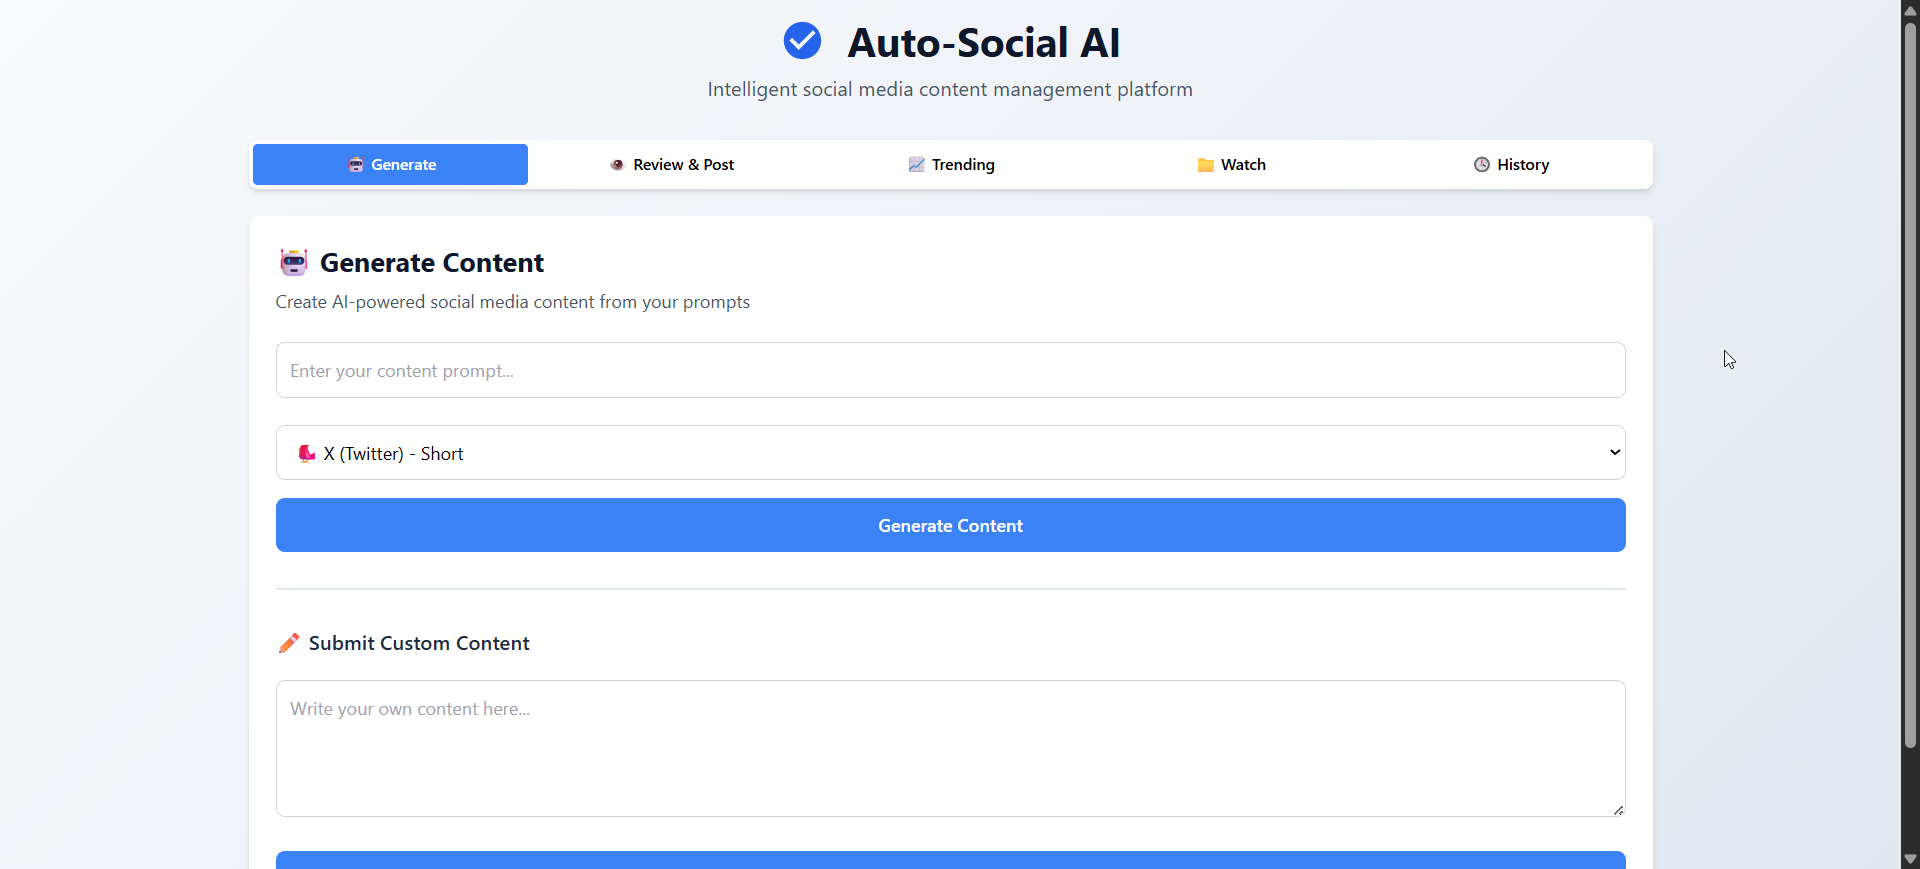 Auto-Social AI
Intelligent social media content management platform
Generate
Review & Post
Trending
Watch
History
Generate Content
Create AI-powered social media content from your prompts
Enter your content prompt...
X (Twitter) - Short
Generate Content
Submit Custom Content
Write your own content here...